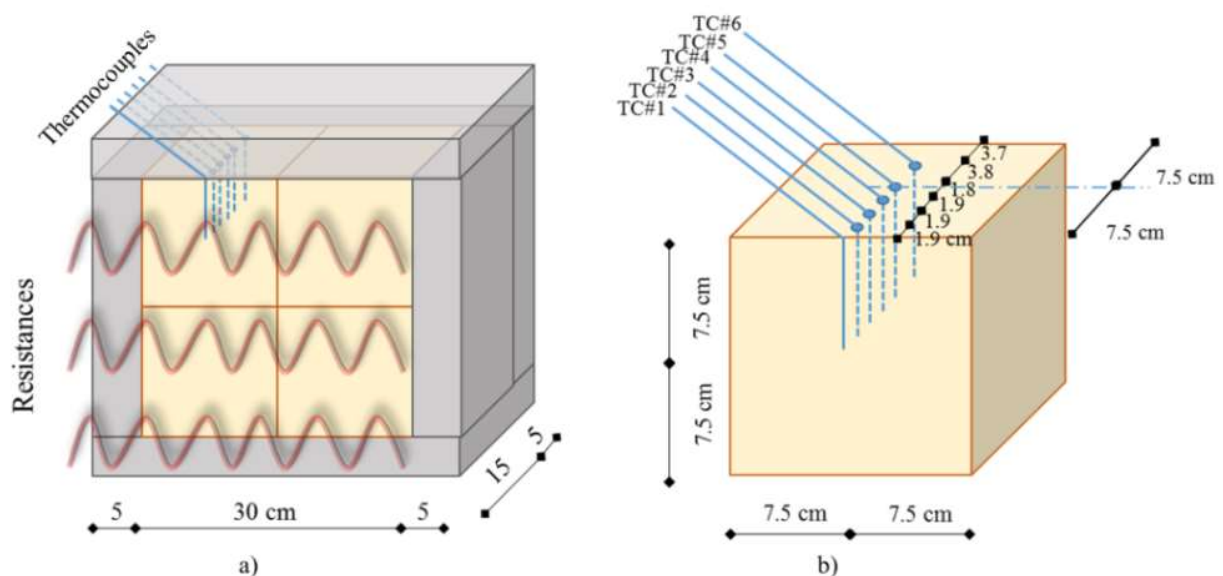 Thermocouples
Resistances
5
30 cm
5
15
5
a)
TC#6
TC#5
TC#4
TC#3
TC#2
TC#1
3.7
3.8
1.8
1.9
1.9
1.9 cm
7.5 cm
7.5 cm
7.5 cm
7.5 cm
7.5 cm
7.5 cm
b)